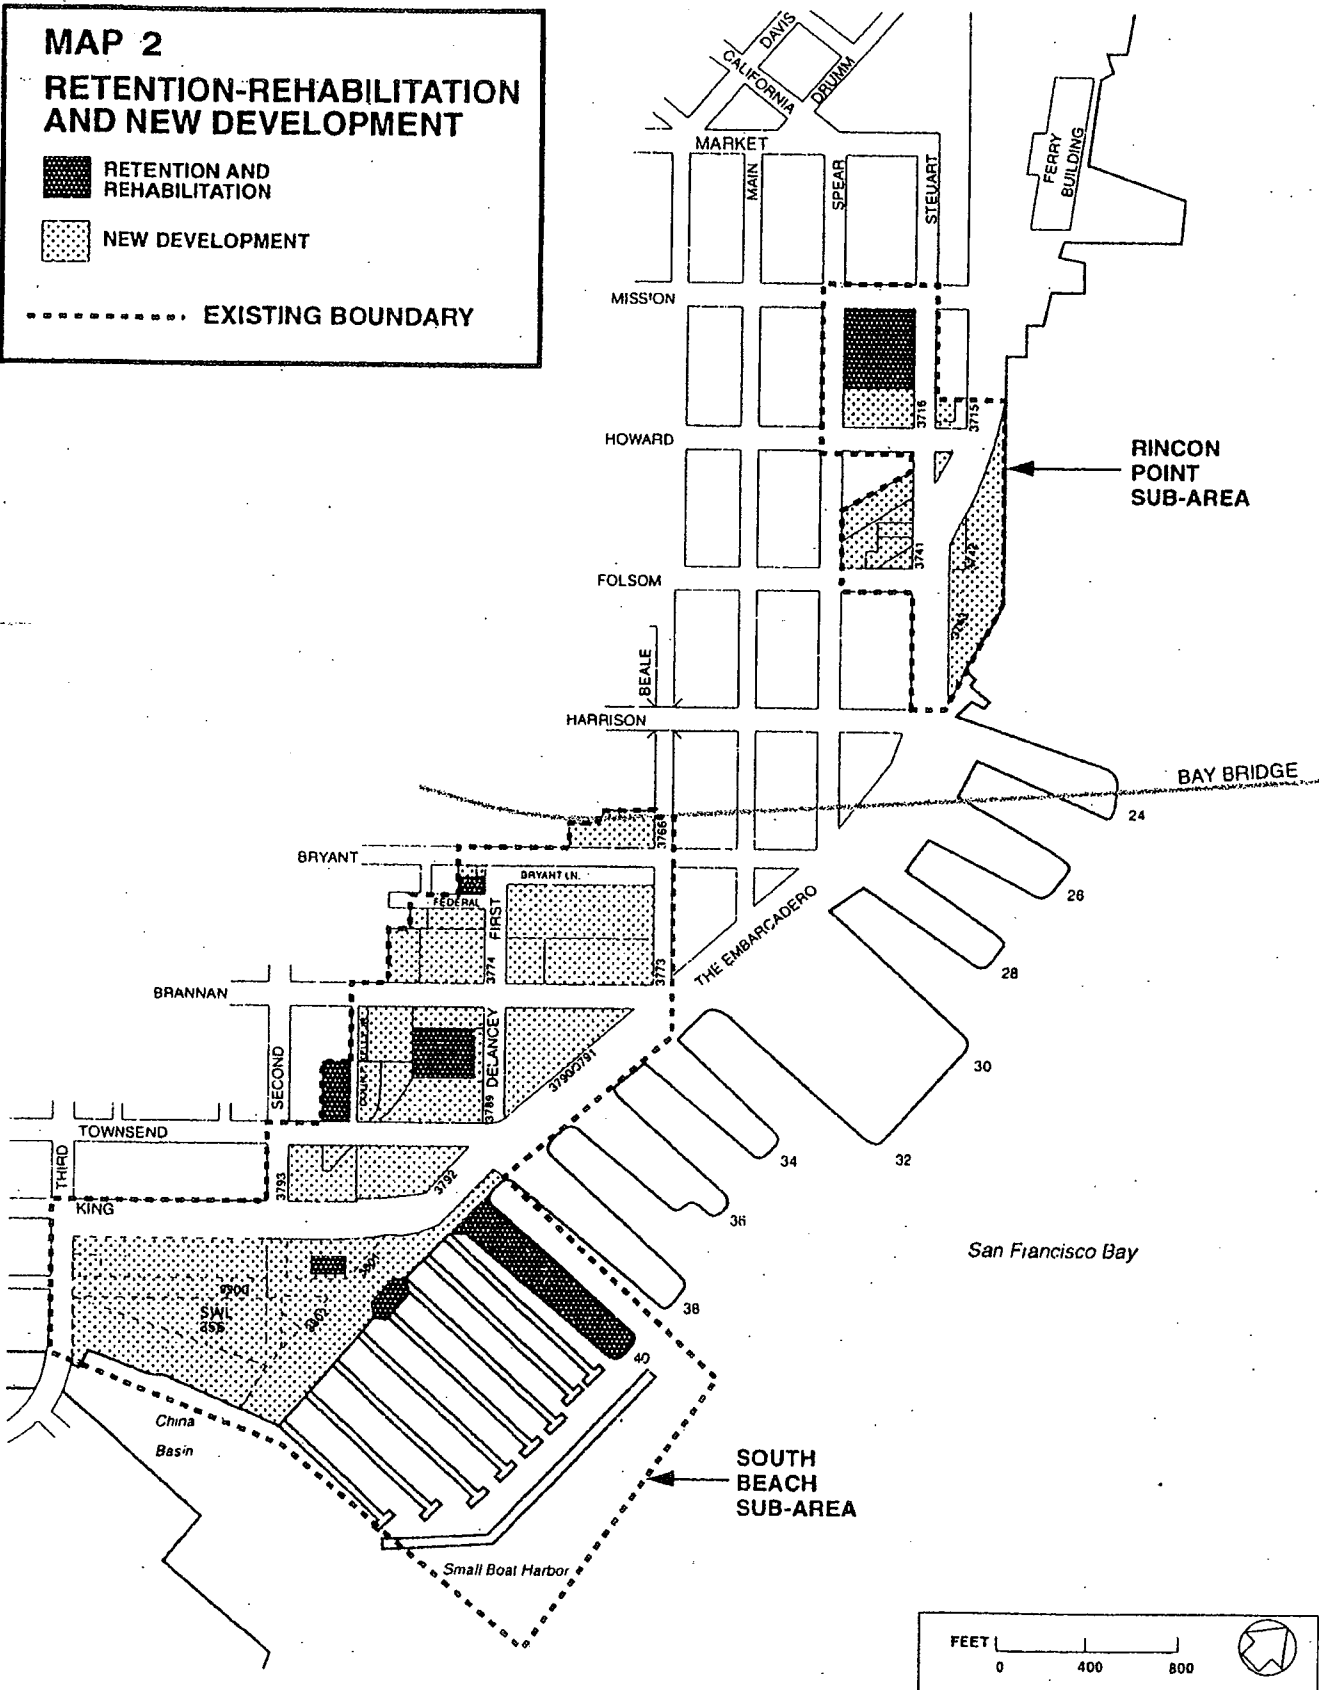 MAP 2
RETENTION-REHABILITATION
AND NEW DEVELOPMENT
RETENTION AND
REHABILITATION
NEW DEVELOPMENT
EXISTING BOUNDARY
DAVIS
CALIFORNIA
DRUMM
MARKET
MAIN
SPEAR
STEUART
FERRY
BUILDING
MISSION
3716
3715
HOWARD
RINCON
POINT
SUB-AREA
3741
3742
FOLSOM
BEALE
HARRISON
BAY BRIDGE
24
3766
BRYANT
BRYANT LN.
FEDERAL
FIRST
26
THE EMBARCADERO
28
3774
3773
BRANNAN
SECOND
DELANCEY
3789
3790/3791
30
32
34
TOWNSEND
THIRD
3793
3792
KING
36
San Francisco Bay
38
40
SWL
China
Basin
SOUTH
BEACH
SUB-AREA
Small Boat Harbor
FEET
0
400
800